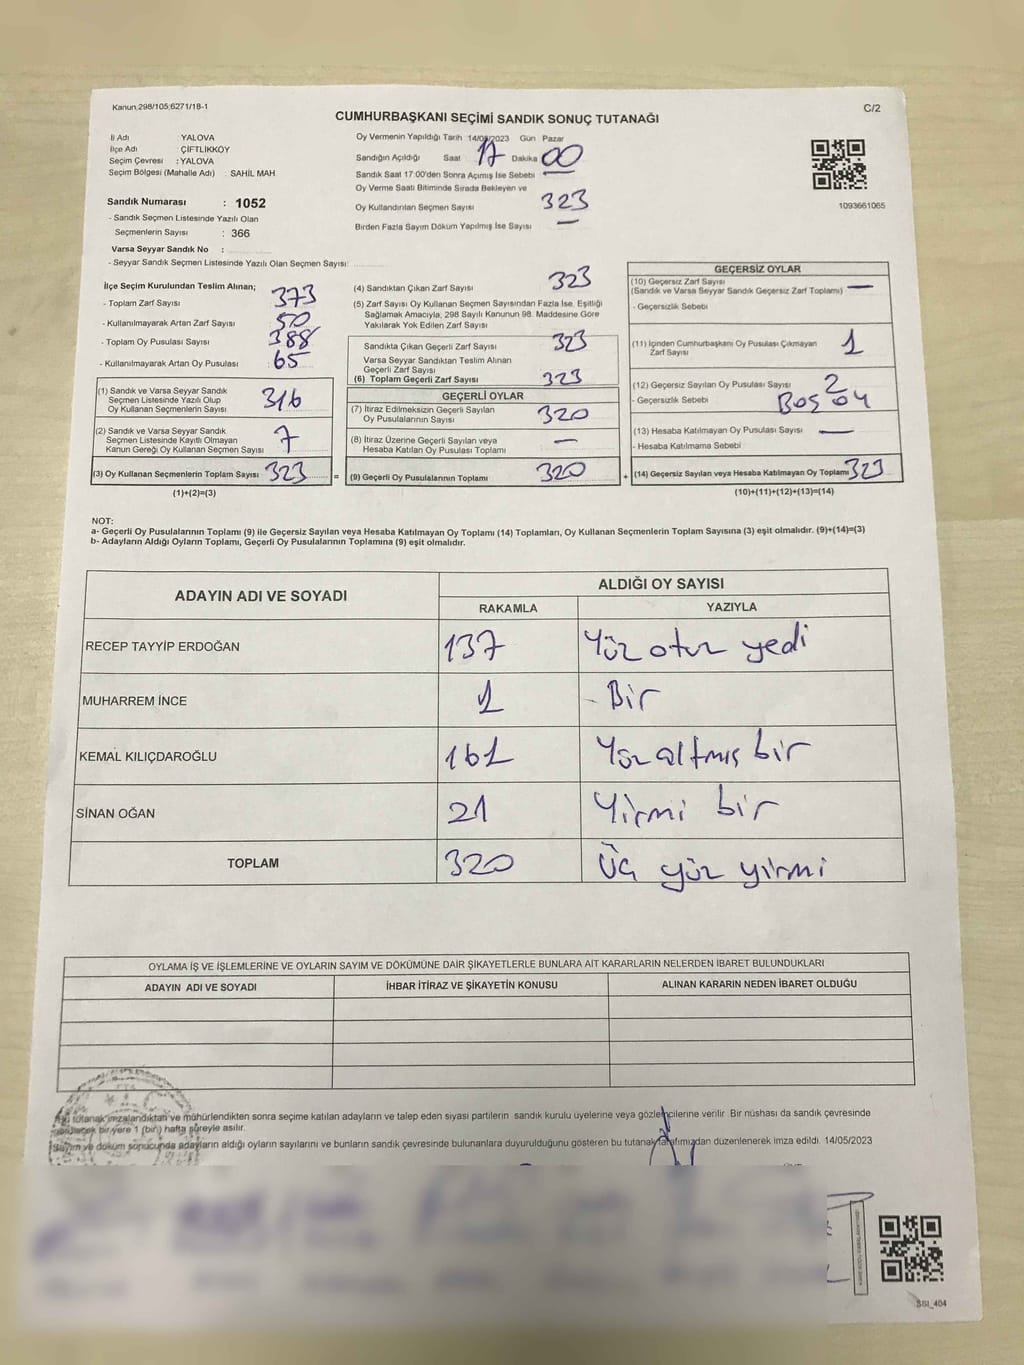 Kanun,298/105,6271/18-1
C/2
CUMHURBAŞKANI SEÇİMİ SANDIK SONUÇ TUTANAĞI
İl Adı : YALOVA
İlçe Adı : ÇİFTLİKKÖY
Seçim Çevresi : YALOVA
Seçim Bölgesi (Mahalle Adı) : SAHİL MAH
Oy Vermenin Yapıldığı Tarih 14/05/2023 Gün Pazar
Sandığın Açıldığı Saat 17 Dakika 00
Sandık Saat 17:00'den Sonra Açımış İse Sebebi —
Oy Verme Saati Bitiminde Sırada Bekleyen ve
Oy Kullandırılan Seçmen Sayısı 323
Birden Fazla Sayım Döküm Yapılmış İse Sayısı —
1093661065
Sandık Numarası : 1052
- Sandık Seçmen Listesinde Yazılı Olan
Seçmenlerin Sayısı : 366
Varsa Seyyar Sandık No :
- Seyyar Sandık Seçmen Listesinde Yazılı Olan Seçmen Sayısı:
İlçe Seçim Kurulundan Teslim Alınan;
- Toplam Zarf Sayısı 373
- Kullanılmayarak Artan Zarf Sayısı 50
- Toplam Oy Pusulası Sayısı 388
- Kullanılmayarak Artan Oy Pusulası 65
(1) Sandık ve Varsa Seyyar Sandık
Seçmen Listesinde Yazılı Olup
Oy Kullanan Seçmenlerin Sayısı 316
(2) Sandık ve Varsa Seyyar Sandık
Seçmen Listesinde Kayıtlı Olmayan
Kanun Gereği Oy Kullanan Seçmen Sayısı 7
(3) Oy Kullanan Seçmenlerin Toplam Sayısı 323 =
(1)+(2)=(3)
(4) Sandıktan Çıkan Zarf Sayısı 323
(5) Zarf Sayısı Oy Kullanan Seçmen Sayısından Fazla İse, Eşitliği
Sağlamak Amacıyla, 298 Sayılı Kanunun 98. Maddesine Göre
Yakılarak Yok Edilen Zarf Sayısı
Sandıkta Çıkan Geçerli Zarf Sayısı 323
Varsa Seyyar Sandıktan Teslim Alınan
Geçerli Zarf Sayısı
(6) Toplam Geçerli Zarf Sayısı 323
GEÇERLİ OYLAR
(7) İtiraz Edilmeksizin Geçerli Sayılan
Oy Pusulalarının Sayısı 320
(8) İtiraz Üzerine Geçerli Sayılan veya
Hesaba Katılan Oy Pusulası Toplamı —
(9) Geçerli Oy Pusulalarının Toplamı 320 +
GEÇERSİZ OYLAR
(10) Geçersiz Zarf Sayısı
(Sandık ve Varsa Seyyar Sandık Geçersiz Zarf Toplamı) —
- Geçersizlik Sebebi
(11) İçinden Cumhurbaşkanı Oy Pusulası Çıkmayan
Zarf Sayısı 1
(12) Geçersiz Sayılan Oy Pusulası Sayısı 2
- Geçersizlik Sebebi Boş oy
(13) Hesaba Katılmayan Oy Pusulası Sayısı —
- Hesaba Katılmama Sebebi
(14) Geçersiz Sayılan veya Hesaba Katılmayan Oy Toplamı 323
(10)+(11)+(12)+(13)=(14)
NOT:
a- Geçerli Oy Pusulalarının Toplamı (9) ile Geçersiz Sayılan veya Hesaba Katılmayan Oy Toplamı (14) Toplamları, Oy Kullanan Seçmenlerin Toplam Sayısına (3) eşit olmalıdır. (9)+(14)=(3)
b- Adayların Aldığı Oyların Toplamı, Geçerli Oy Pusulalarının Toplamına (9) eşit olmalıdır.
ADAYIN ADI VE SOYADI
ALDIĞI OY SAYISI
RAKAMLA YAZIYLA
RECEP TAYYİP ERDOĞAN 137 Yüz otuz yedi
MUHARREM İNCE 1 - Bir
KEMAL KILIÇDAROĞLU 161 Yüz altmış bir
SİNAN OĞAN 21 Yirmi bir
TOPLAM 320 Üç yüz yirmi
OYLAMA İŞ VE İŞLEMLERİNE VE OYLARIN SAYIM VE DÖKÜMÜNE DAİR ŞİKAYETLERLE BUNLARA AİT KARARLARIN NELERDEN İBARET BULUNDUKLARI
ADAYIN ADI VE SOYADI İHBAR İTİRAZ VE ŞİKAYETİN KONUSU ALINAN KARARIN NEDEN İBARET OLDUĞU
tutanak imzalandıktan ve mühürlendikten sonra seçime katılan adayların ve talep eden siyasi partilerin sandık kurulu üyelerine veya gözlemcilerine verilir. Bir nüshası da sandık çevresinde
bir yere 1 (bir) hafta süreyle asılır.
Sayım ve döküm sonucunda adayların aldığı oyların sayılarını ve bunların sandık çevresinde bulunanlara duyurulduğunu gösteren bu tutanak tarafımızdan düzenlenerek imza edildi. 14/05/2023
SBI_404